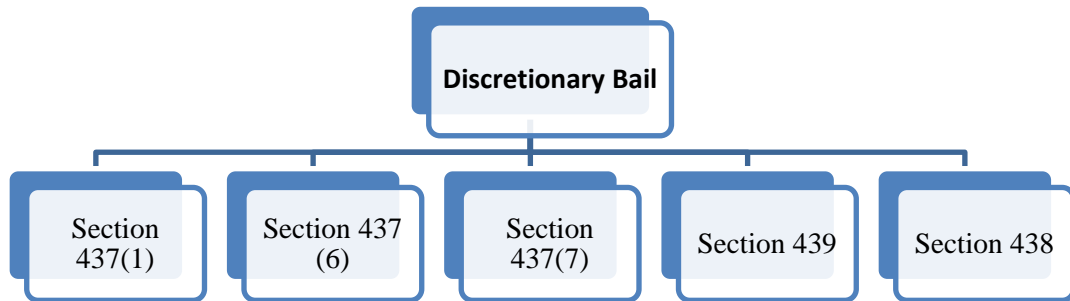 Discretionary Bail
Section
437(1)
Section 437
(6)
Section
437(7)
Section 439
Section 438